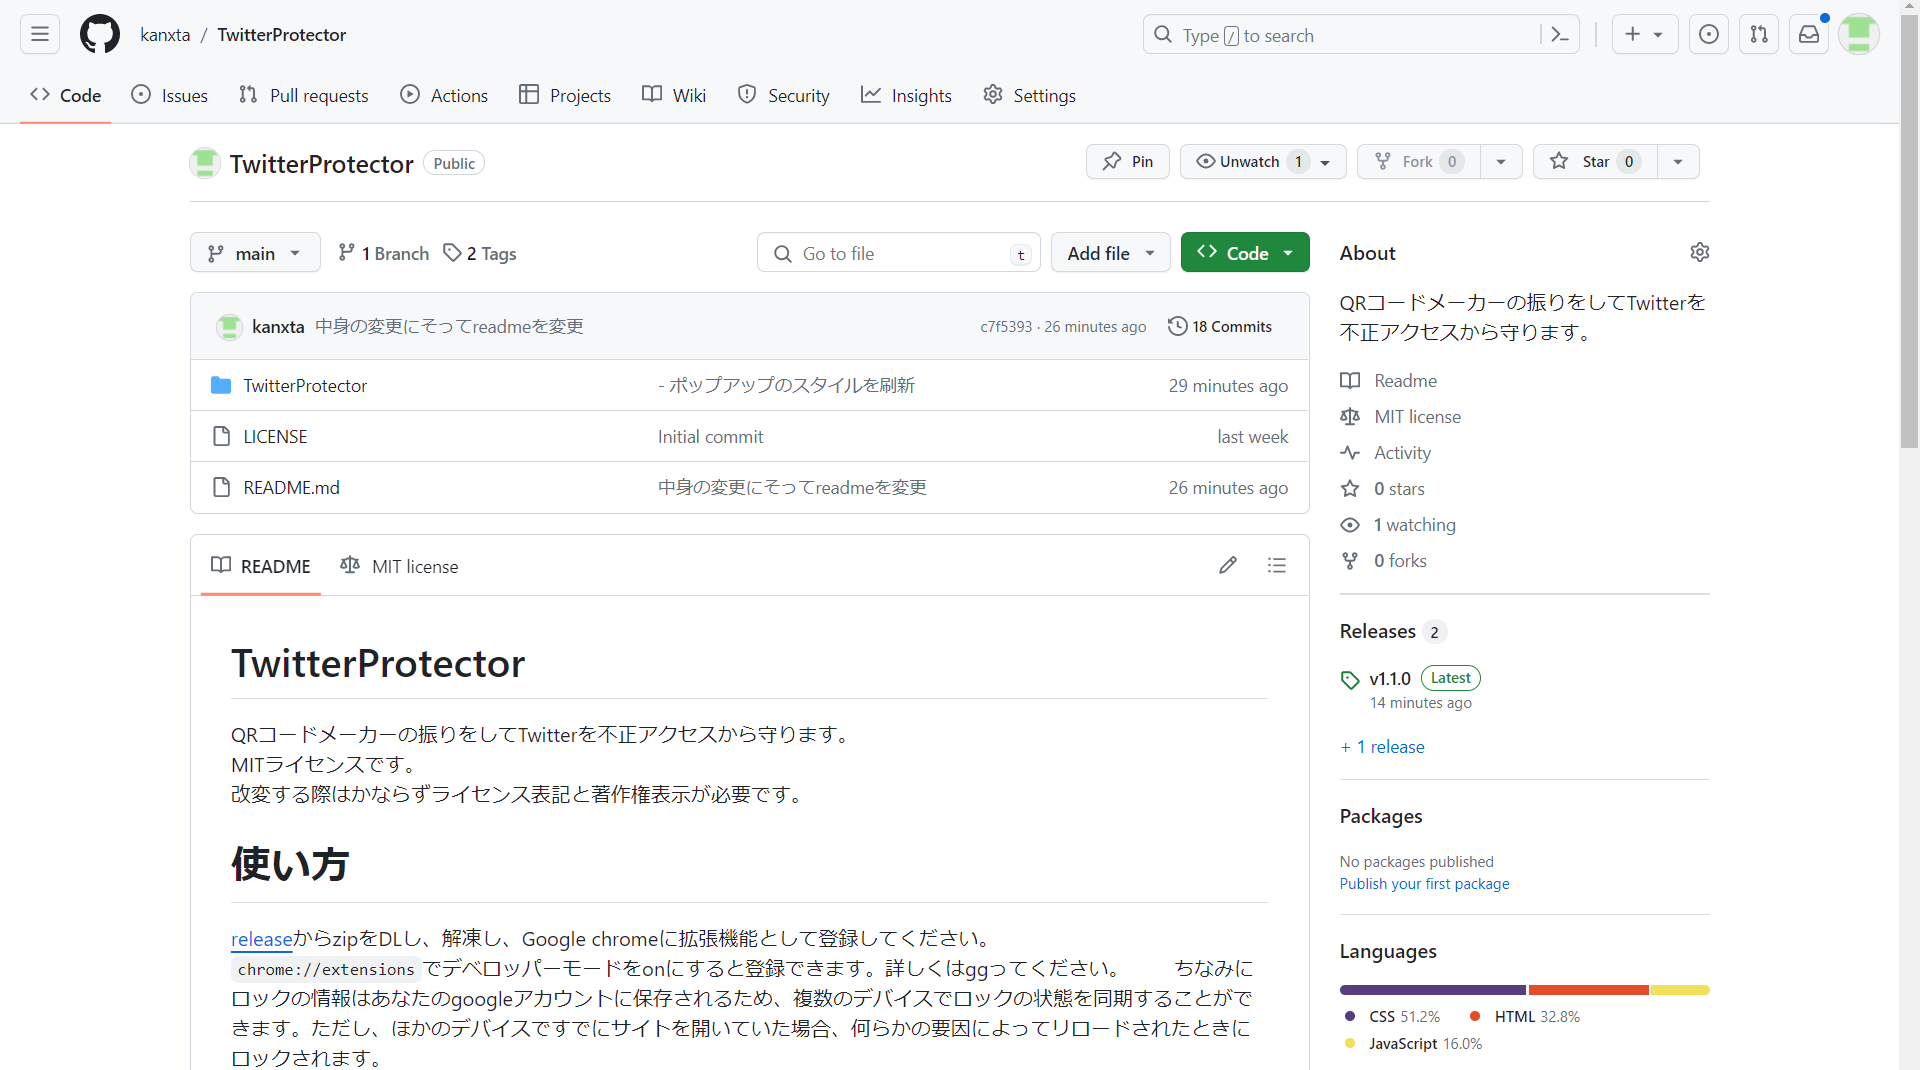 kanxta / TwitterProtector
Type / to search
Code Issues Pull requests Actions Projects Wiki Security Insights Settings
TwitterProtector Public
Pin Unwatch 1 Fork 0 Star 0
main 1 Branch 2 Tags Go to file t Add file Code
kanxta 中身の変更にそってreadmeを変更 c7f5393 · 26 minutes ago 18 Commits
TwitterProtector - ポップアップのスタイルを刷新 29 minutes ago
LICENSE Initial commit last week
README.md 中身の変更にそってreadmeを変更 26 minutes ago
README MIT license
TwitterProtector
QRコードメーカーの振りをしてTwitterを不正アクセスから守ります。
MITライセンスです。
改変する際はかならずライセンス表記と著作権表示が必要です。
使い方
releaseからzipをDLし、解凍し、Google chromeに拡張機能として登録してください。
chrome://extensions でデベロッパーモードをonにすると登録できます。詳しくはggってください。 ちなみに
ロックの情報はあなたのgoogleアカウントに保存されるため、複数のデバイスでロックの状態を同期することがで
きます。ただし、ほかのデバイスですでにサイトを開いていた場合、何らかの要因によってリロードされたときに
ロックされます。
About
QRコードメーカーの振りをしてTwitterを
不正アクセスから守ります。
Readme
MIT license
Activity
0 stars
1 watching
0 forks
Releases 2
v1.1.0 Latest
14 minutes ago
+ 1 release
Packages
No packages published
Publish your first package
Languages
CSS 51.2% HTML 32.8%
JavaScript 16.0%